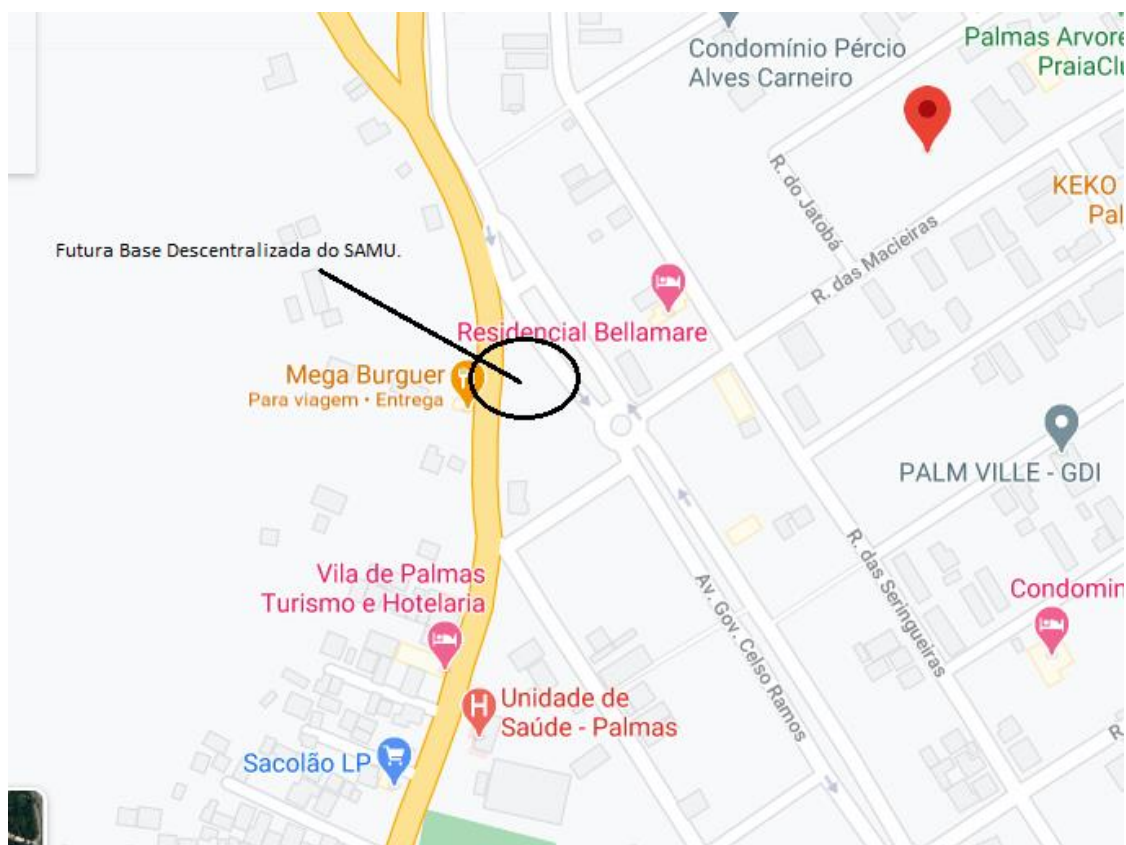 Condomínio Pércio
Alves Carneiro
Palmas Arvore
PraiaClu
R. do Jatobá
KEKO
Pal
R. das Macieiras
Futura Base Descentralizada do SAMU.
Residencial Bellamare
Mega Burguer
Para viagem • Entrega
PALM VILLE - GDI
R. das Seringueiras
Vila de Palmas
Turismo e Hotelaria
Condomin
Av. Gov. Celso Ramos
Unidade de
Saúde - Palmas
H
Sacolão LP
R.